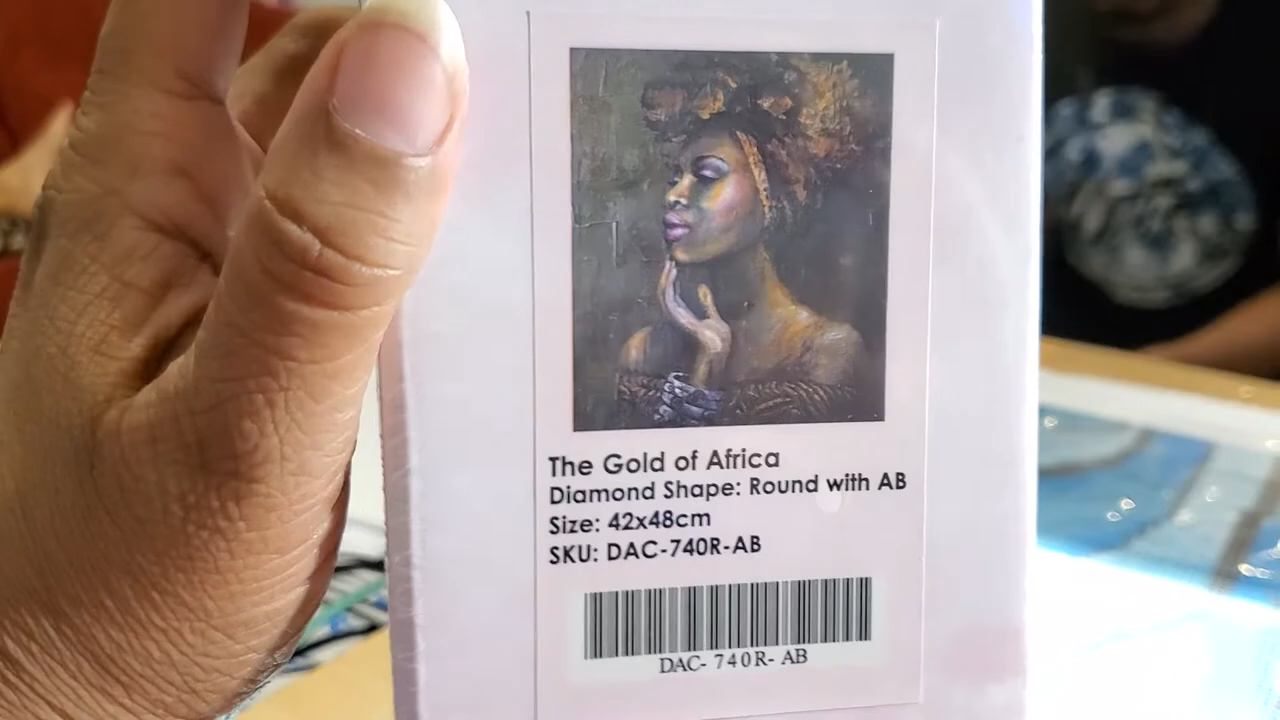 The Gold of Africa
Diamond Shape: Round with AB
Size: 42x48cm
SKU: DAC-740R-AB
DAC- 740R- AB